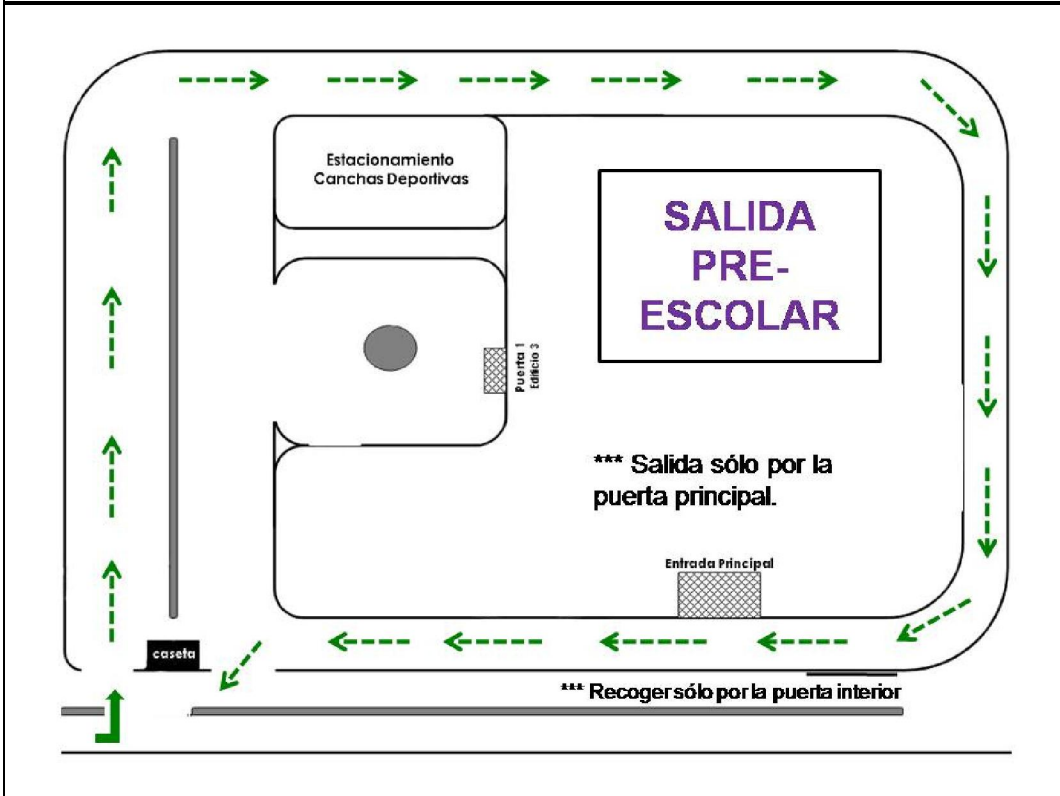 Estacionamiento
Canchas Deportivas
SALIDA
PRE-
ESCOLAR
Puerta 1
Edificio 3
*** Salida sólo por la
puerta principal.
Entrada Principal
caseta
*** Recoger sólo por la puerta interior